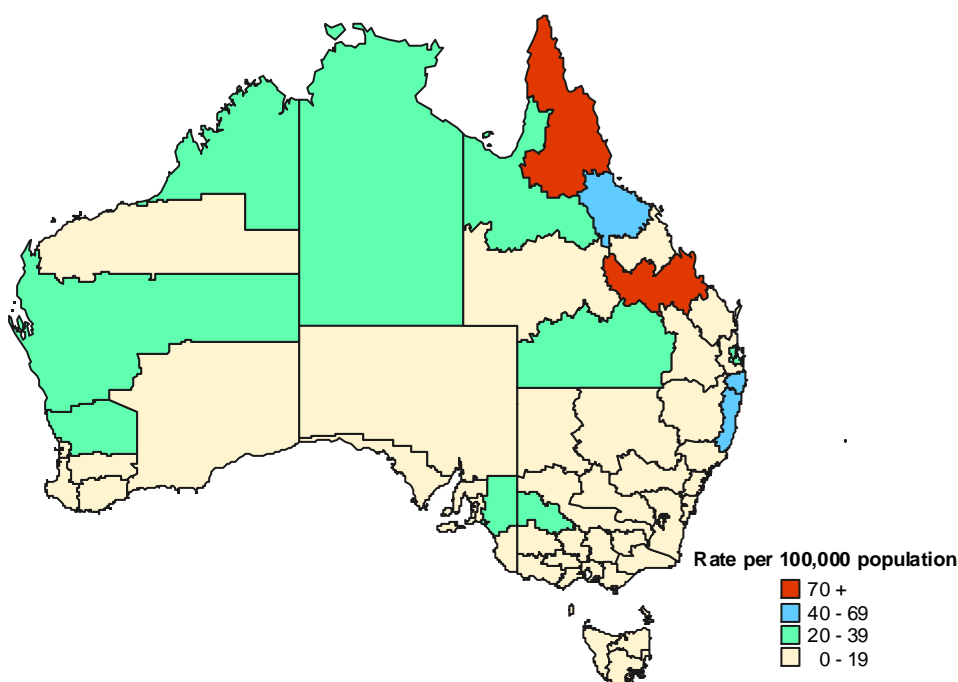 Rate per 100,000 population
70 +
40 - 69
20 - 39
0 - 19